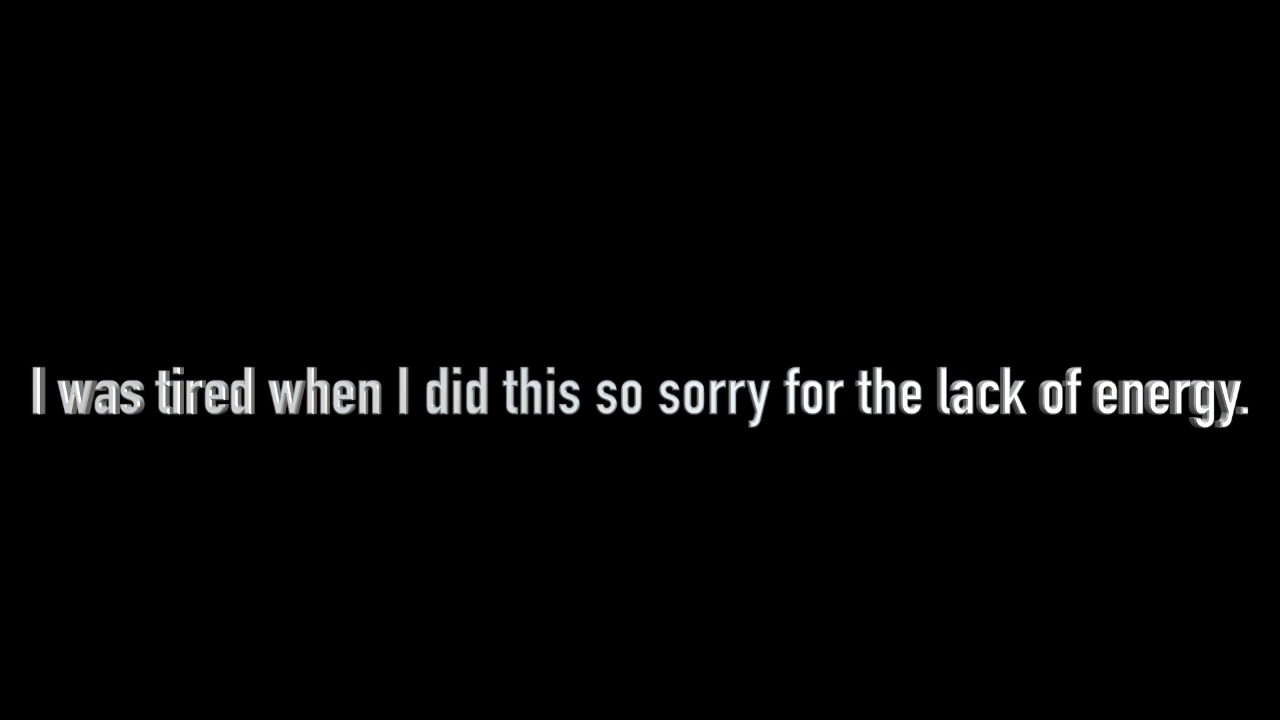 I was tired when I did this so sorry for the lack of energy.